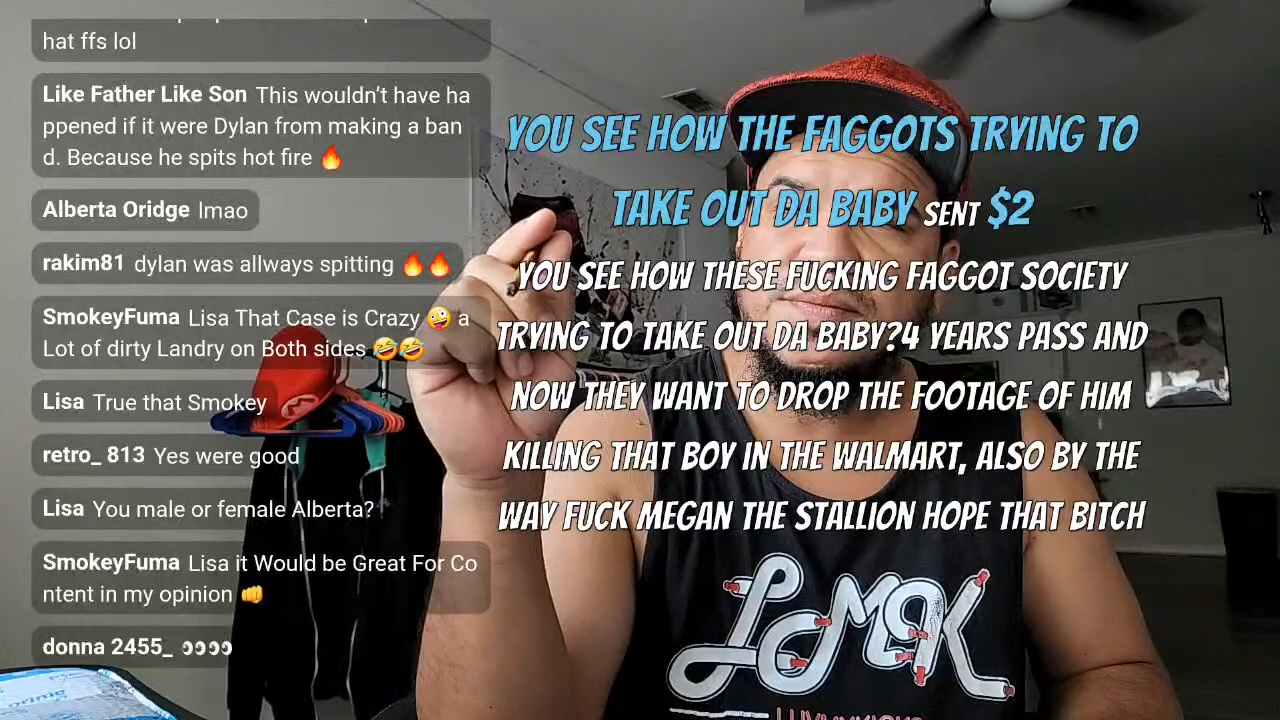 hat ffs lol
Like Father Like Son This wouldn’t have ha
ppened if it were Dylan from making a ban
d. Because he spits hot fire 🔥
Alberta Oridge lmao
rakim81 dylan was allways spitting 🔥🔥
SmokeyFuma Lisa That Case is Crazy 🤪 a
Lot of dirty Landry on Both sides 🤣🤣
Lisa True that Smokey
retro_ 813 Yes were good
Lisa You male or female Alberta?
SmokeyFuma Lisa it Would be Great For Co
ntent in my opinion 👊
donna 2455_ 👀👀
YOU SEE HOW THE FAGGOTS TRYING TO
TAKE OUT DA BABY SENT $2
YOU SEE HOW THESE FUCKING FAGGOT SOCIETY
TRYING TO TAKE OUT DA BABY?4 YEARS PASS AND
NOW THEY WANT TO DROP THE FOOTAGE OF HIM
KILLING THAT BOY IN THE WALMART, ALSO BY THE
WAY FUCK MEGAN THE STALLION HOPE THAT BITCH
LOMQK